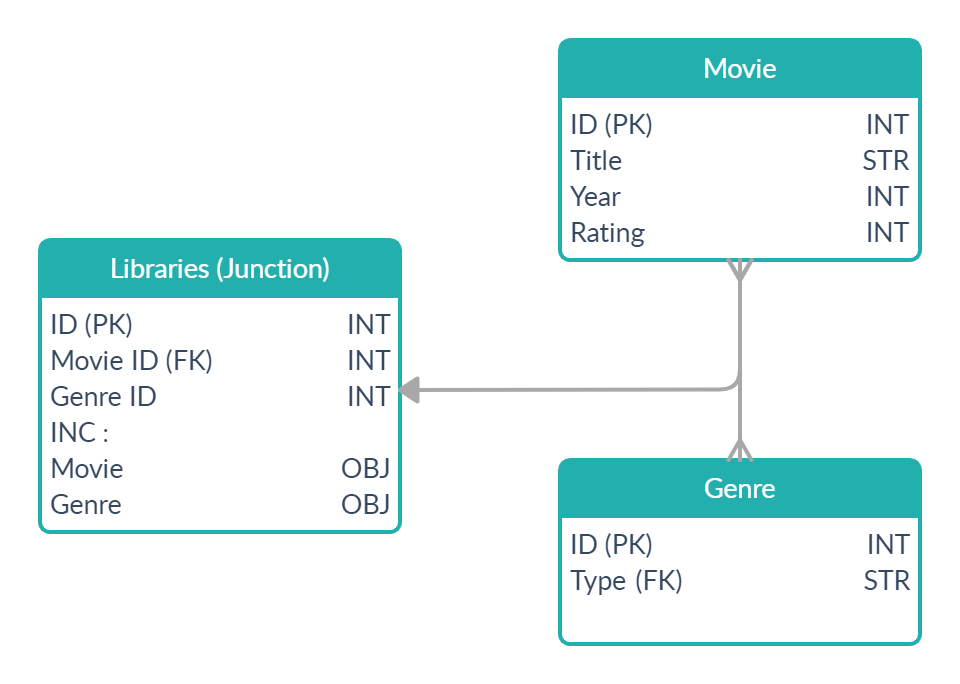 Movie
ID (PK) INT
Title STR
Year INT
Rating INT
Libraries (Junction)
ID (PK) INT
Movie ID (FK) INT
Genre ID INT
INC :
Movie OBJ
Genre OBJ
Genre
ID (PK) INT
Type (FK) STR